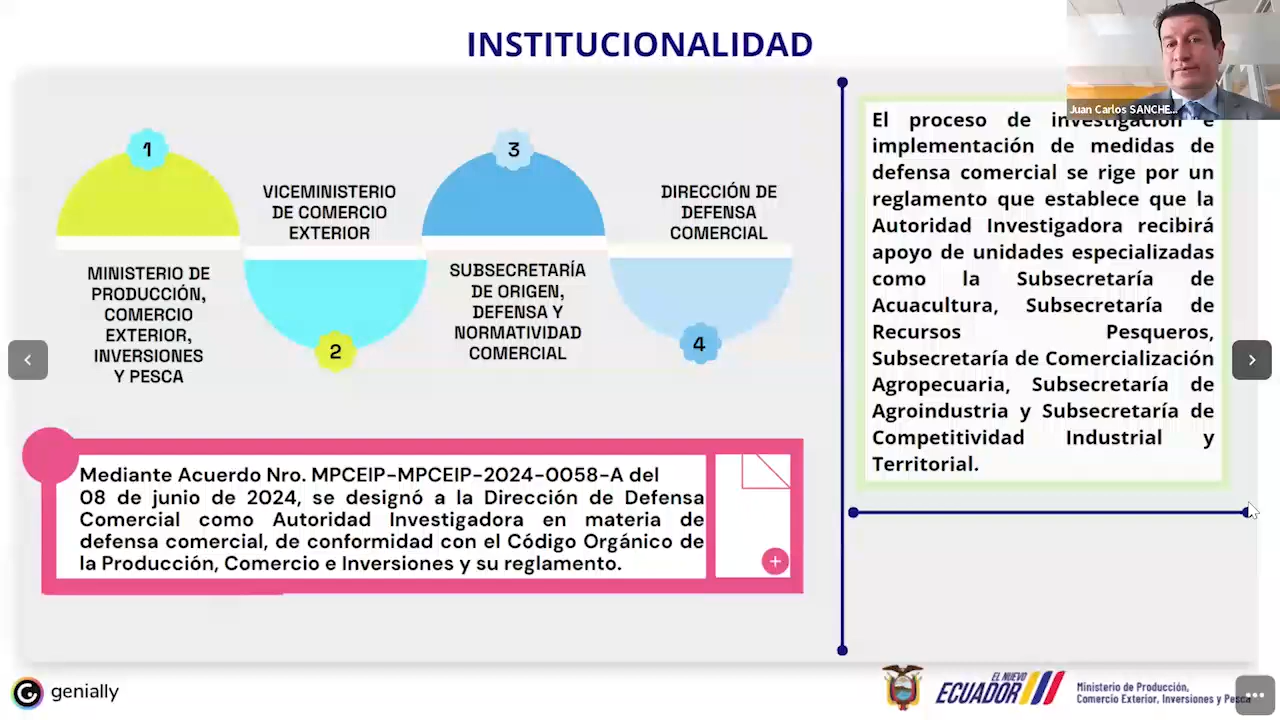 INSTITUCIONALIDAD
Juan Carlos SANCHE...
1
MINISTERIO DE
PRODUCCIÓN,
COMERCIO
EXTERIOR,
INVERSIONES
Y PESCA
VICEMINISTERIO
DE COMERCIO
EXTERIOR
2
3
SUBSECRETARÍA
DE ORIGEN,
DEFENSA Y
NORMATIVIDAD
COMERCIAL
DIRECCIÓN DE
DEFENSA
COMERCIAL
4
Mediante Acuerdo Nro. MPCEIP-MPCEIP-2024-0058-A del
08 de junio de 2024, se designó a la Dirección de Defensa
Comercial como Autoridad Investigadora en materia de
defensa comercial, de conformidad con el Código Orgánico de
la Producción, Comercio e Inversiones y su reglamento.
El proceso de investigación e
implementación de medidas de
defensa comercial se rige por un
reglamento que establece que la
Autoridad Investigadora recibirá
apoyo de unidades especializadas
como la Subsecretaría de
Acuacultura, Subsecretaría de
Recursos Pesqueros,
Subsecretaría de Comercialización
Agropecuaria, Subsecretaría de
Agroindustria y Subsecretaría de
Competitividad Industrial y
Territorial.
genially
EL NUEVO
ECUADOR
Ministerio de Producción,
Comercio Exterior, Inversiones y Pesca